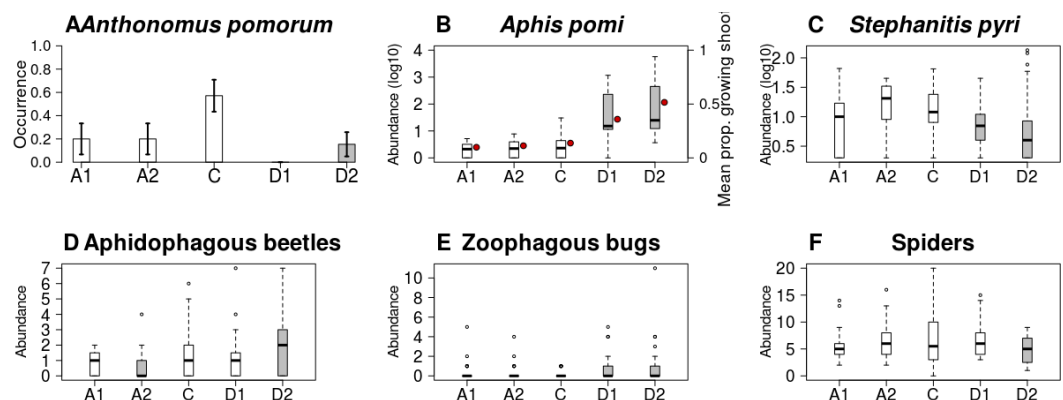 A Anthonomus pomorum
Occurrence
1.0
0.8
0.6
0.4
0.2
0.0
A1 A2 C D1 D2
B Aphis pomi
Abundance (log10)
4
3
2
1
0
1
0.5
0
Mean prop. growing shoot
A1 A2 C D1 D2
C Stephanitis pyri
Abundance (log10)
2.0
1.5
1.0
0.5
A1 A2 C D1 D2
D Aphidophagous beetles
Abundance
7
6
5
4
3
2
1
0
A1 A2 C D1 D2
E Zoophagous bugs
Abundance
10
8
6
4
2
0
A1 A2 C D1 D2
F Spiders
Abundance
20
15
10
5
0
A1 A2 C D1 D2